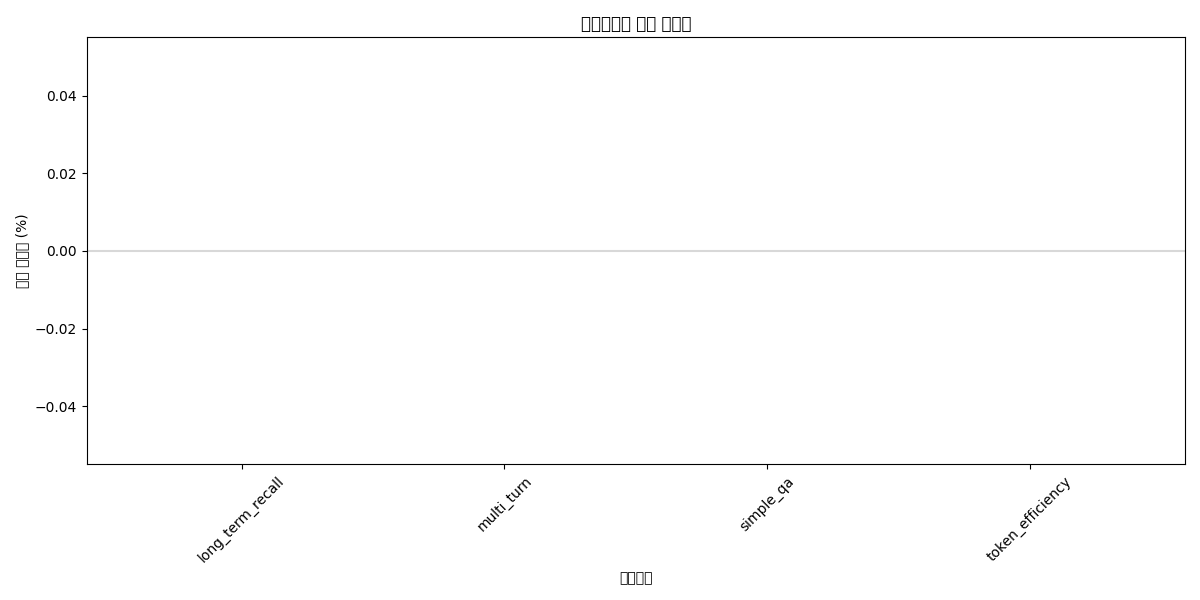 (%)
0.04
0.02
0.00
−0.02
−0.04
long_term_recall
multi_turn
simple_qa
token_efficiency